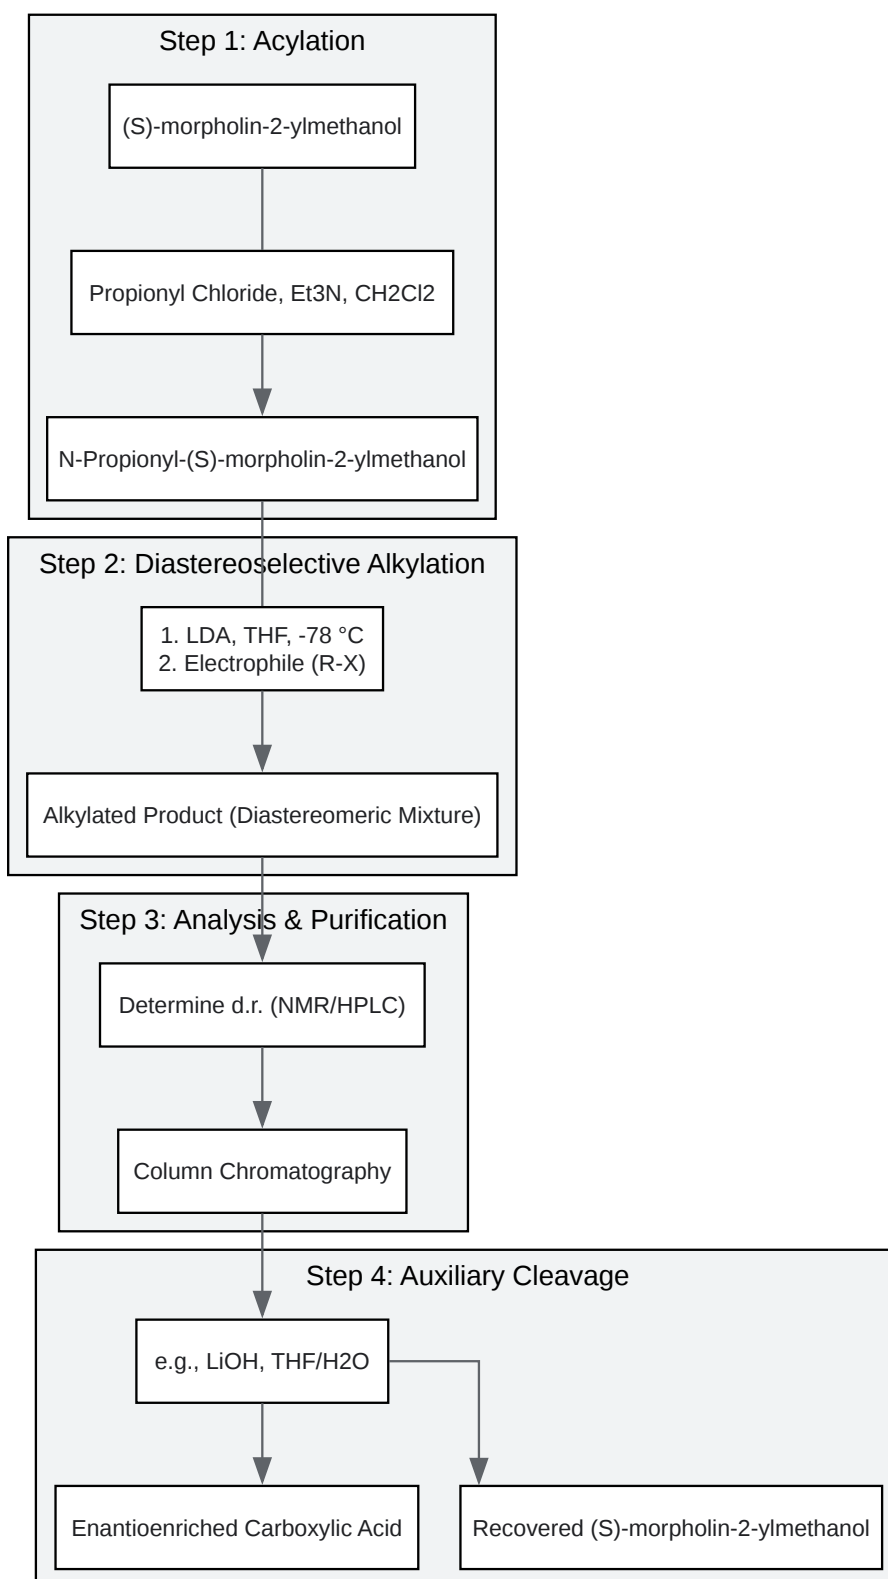 Step 1: Acylation
(S)-morpholin-2-ylmethanol
Propionyl Chloride, Et3N, CH2Cl2
N-Propionyl-(S)-morpholin-2-ylmethanol
Step 2: Diastereoselective Alkylation
1. LDA, THF, -78 °C
2. Electrophile (R-X)
Alkylated Product (Diastereomeric Mixture)
Step 3: Analysis & Purification
Determine d.r. (NMR/HPLC)
Column Chromatography
Step 4: Auxiliary Cleavage
e.g., LiOH, THF/H2O
Enantioenriched Carboxylic Acid
Recovered (S)-morpholin-2-ylmethanol